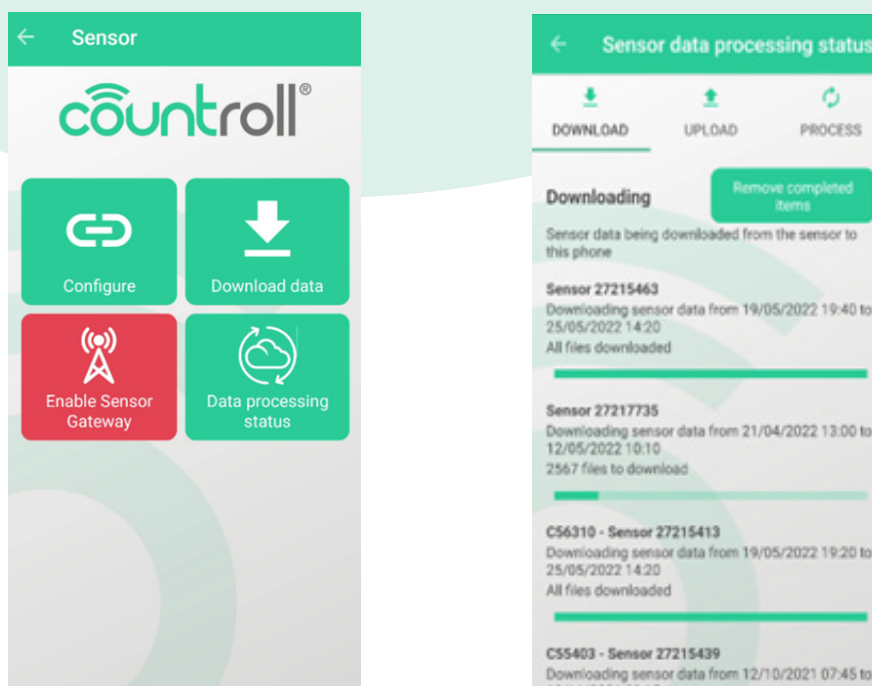 Sensor
countroll®
Configure
Download data
Enable Sensor
Gateway
Data processing
status
Sensor data processing status
DOWNLOAD
UPLOAD
PROCESS
Downloading
Remove completed
items
Sensor data being downloaded from the sensor to
this phone
Sensor 27215463
Downloading sensor data from 19/05/2022 19:40 to
25/05/2022 14:20
All files downloaded
Sensor 27217735
Downloading sensor data from 21/04/2022 13:00 to
12/05/2022 10:10
2567 files to download
C56310 - Sensor 27215413
Downloading sensor data from 19/05/2022 19:20 to
25/05/2022 14:20
All files downloaded
C55403 - Sensor 27215439
Downloading sensor data from 12/10/2021 07:45 to